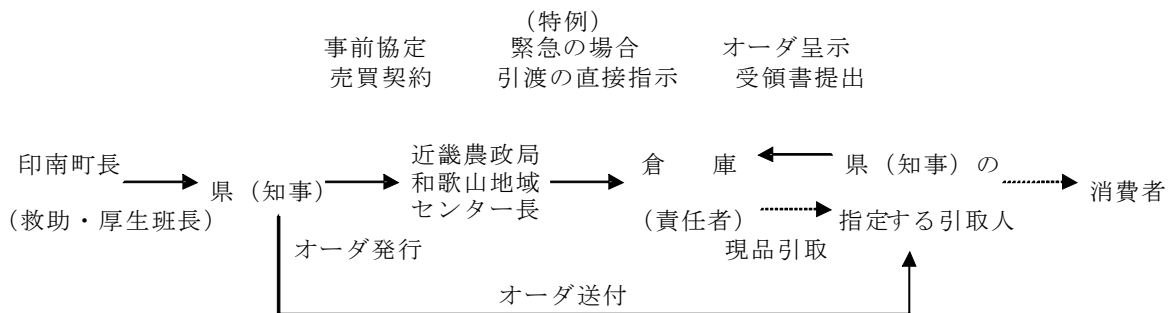 （特例）
事前協定 緊急の場合 オーダ呈示
売買契約 引渡の直接指示 受領書提出
印南町長 県（知事） 近畿農政局 倉　庫 県（知事）の 消費者
和歌山地域
センター長
（救助・厚生班長） （責任者） 指定する引取人
オーダ発行 現品引取
オーダ送付